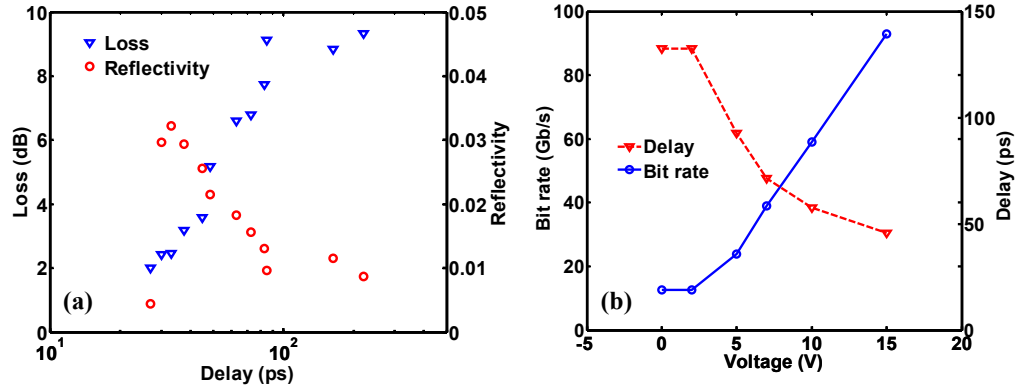 10
8
6
4
2
0
Loss (dB)
0.05
0.04
0.03
0.02
0.01
0
Reflectivity
Loss
Reflectivity
(a)
10¹
10²
Delay (ps)
100
80
60
40
20
0
Bit rate (Gb/s)
150
100
50
0
Delay (ps)
Delay
Bit rate
(b)
-5 0 5 10 15 20
Voltage (V)